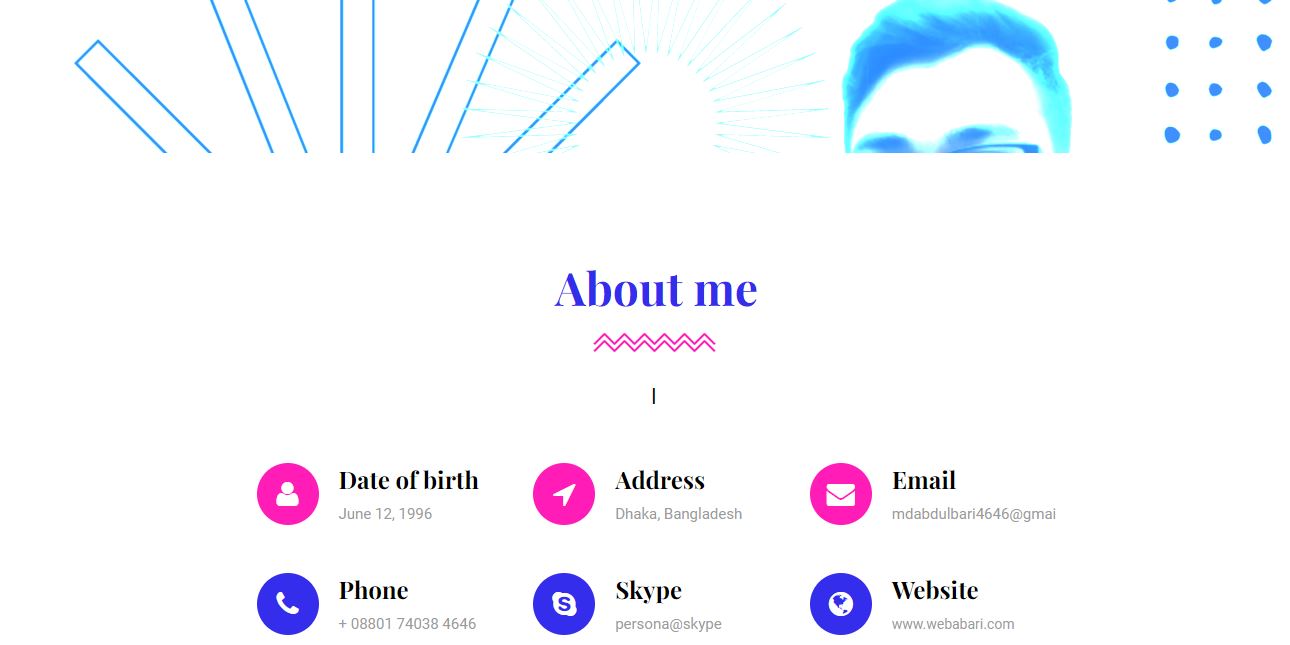 About me
|
Date of birth
June 12, 1996
Address
Dhaka, Bangladesh
Email
mdabdulbari4646@gmai
Phone
+ 08801 74038 4646
Skype
persona@skype
Website
www.webabari.com